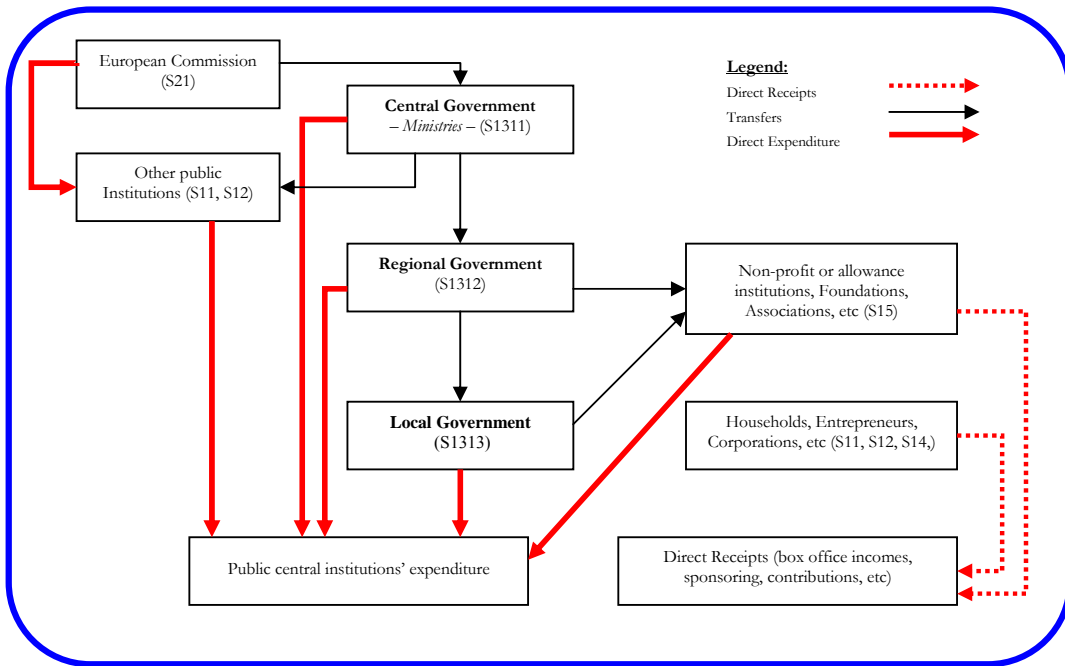 European Commission
(S21)
Central Government
– Ministries – (S1311)
Other public
Institutions (S11, S12)
Regional Government
(S1312)
Non-profit or allowance
institutions, Foundations,
Associations, etc (S15)
Local Government
(S1313)
Households, Entrepreneurs,
Corporations, etc (S11, S12, S14,)
Public central institutions’ expenditure
Direct Receipts (box office incomes,
sponsoring, contributions, etc)
Legend:
Direct Receipts
Transfers
Direct Expenditure